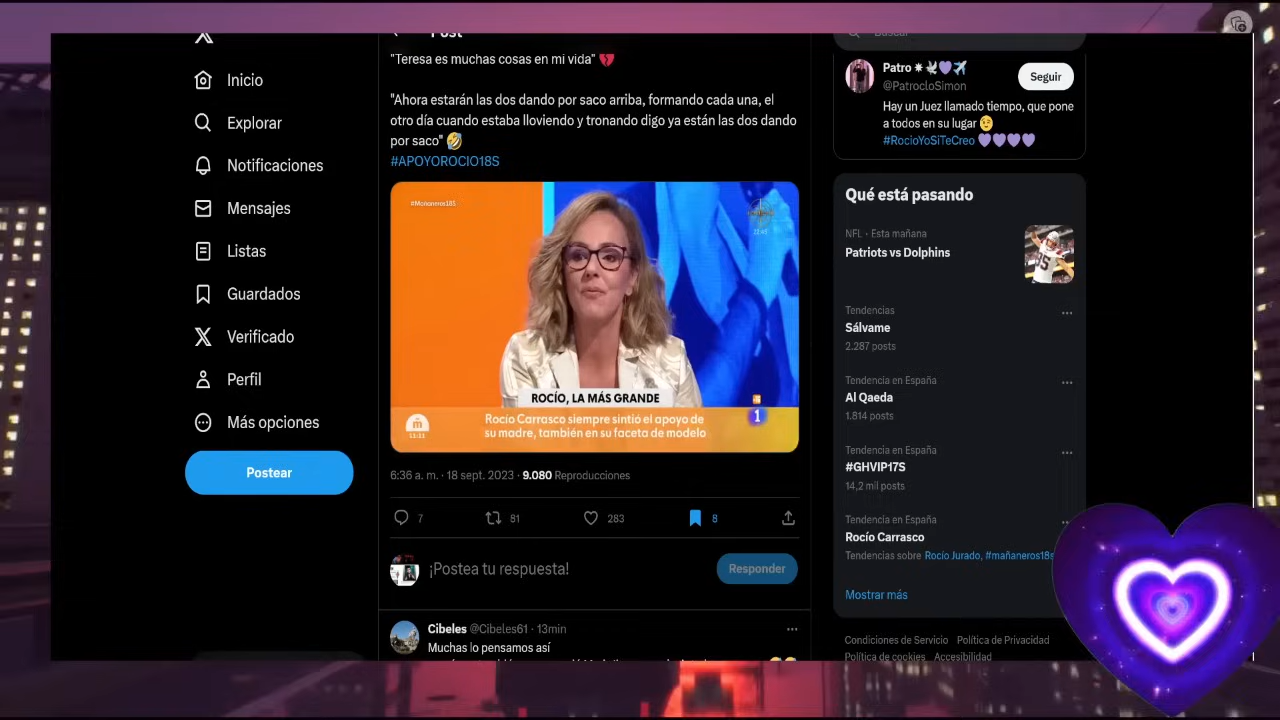 Post
Inicio
Explorar
Notificaciones
Mensajes
Listas
Guardados
Verificado
Perfil
Más opciones
Postear
"Teresa es muchas cosas en mi vida" 💔
"Ahora estarán las dos dando por saco arriba, formando cada una, el
otro día cuando estaba lloviendo y tronando digo ya están las dos dando
por saco" 🤣
#APOYOROCIO18S
#Mañaneros18S
ROCÍO, LA MÁS GRANDE
Rocío Carrasco siempre sintió el apoyo de
su madre, también en su faceta de modelo
m
11:21
1
6:36 a. m. · 18 sept. 2023 · 9.080 Reproducciones
7
81
283
8
¡Postea tu respuesta!
Responder
Cibeles @Cibeles61 · 13min
Muchas lo pensamos así
Buscar
Patro ✷🕊💜✈
@PatrocloSimon
Seguir
Hay un Juez llamado tiempo, que pone
a todos en su lugar 😉
#RocioYoSiTeCreo 💜💜💜💜
Qué está pasando
NFL · Esta mañana
Patriots vs Dolphins
Tendencias
Sálvame
2.287 posts
Tendencia en España
Al Qaeda
1.814 posts
Tendencia en España
#GHVIP17S
14,2 mil posts
Tendencia en España
Rocío Carrasco
Tendencias sobre Rocío Jurado, #mañaneros18s
Mostrar más
Condiciones de Servicio Política de Privacidad
Política de cookies Accesibilidad